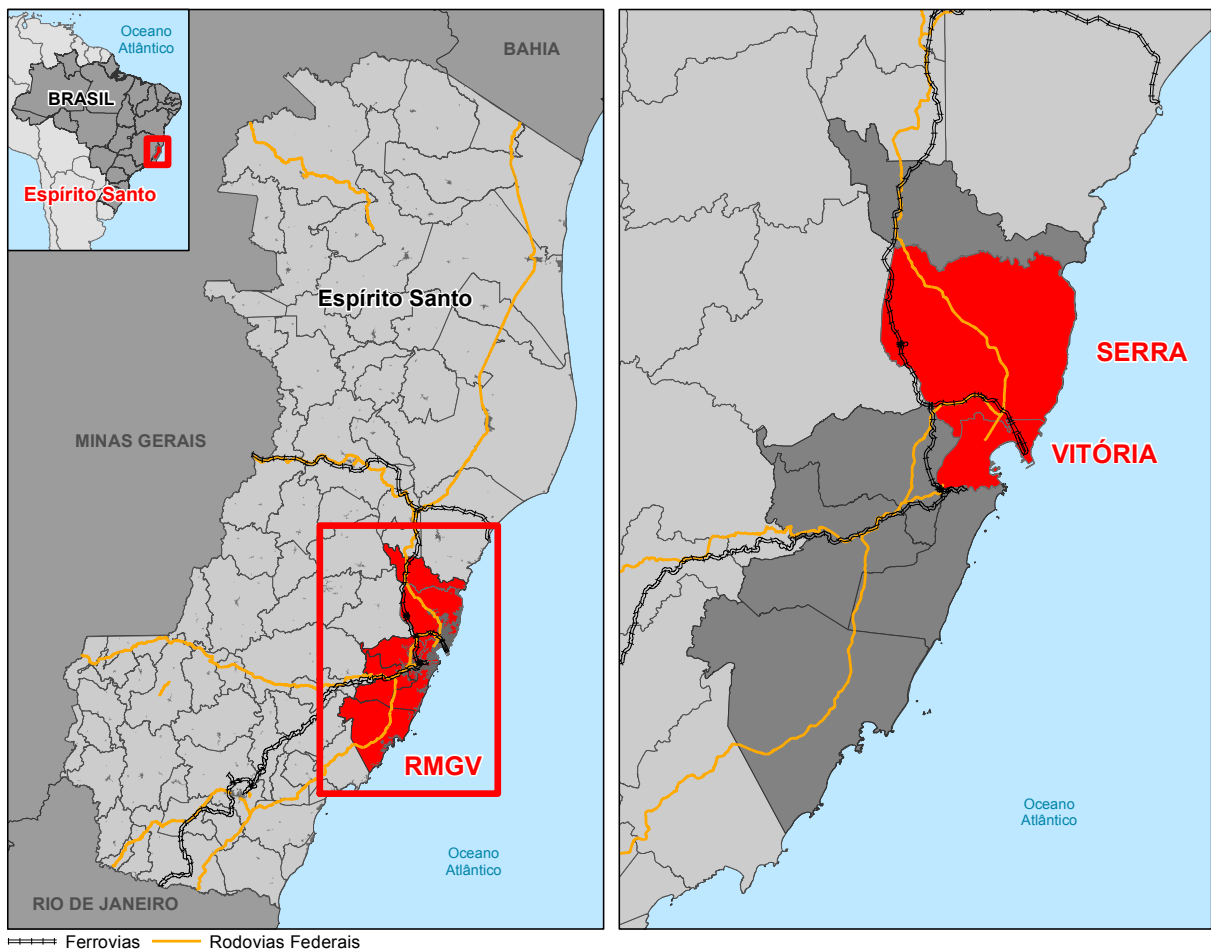 Oceano
Atlântico
BRASIL
Espírito Santo
BAHIA
Espírito Santo
MINAS GERAIS
RMGV
Oceano
Atlântico
RIO DE JANEIRO
SERRA
VITÓRIA
Oceano
Atlântico
Ferrovias
Rodovias Federais